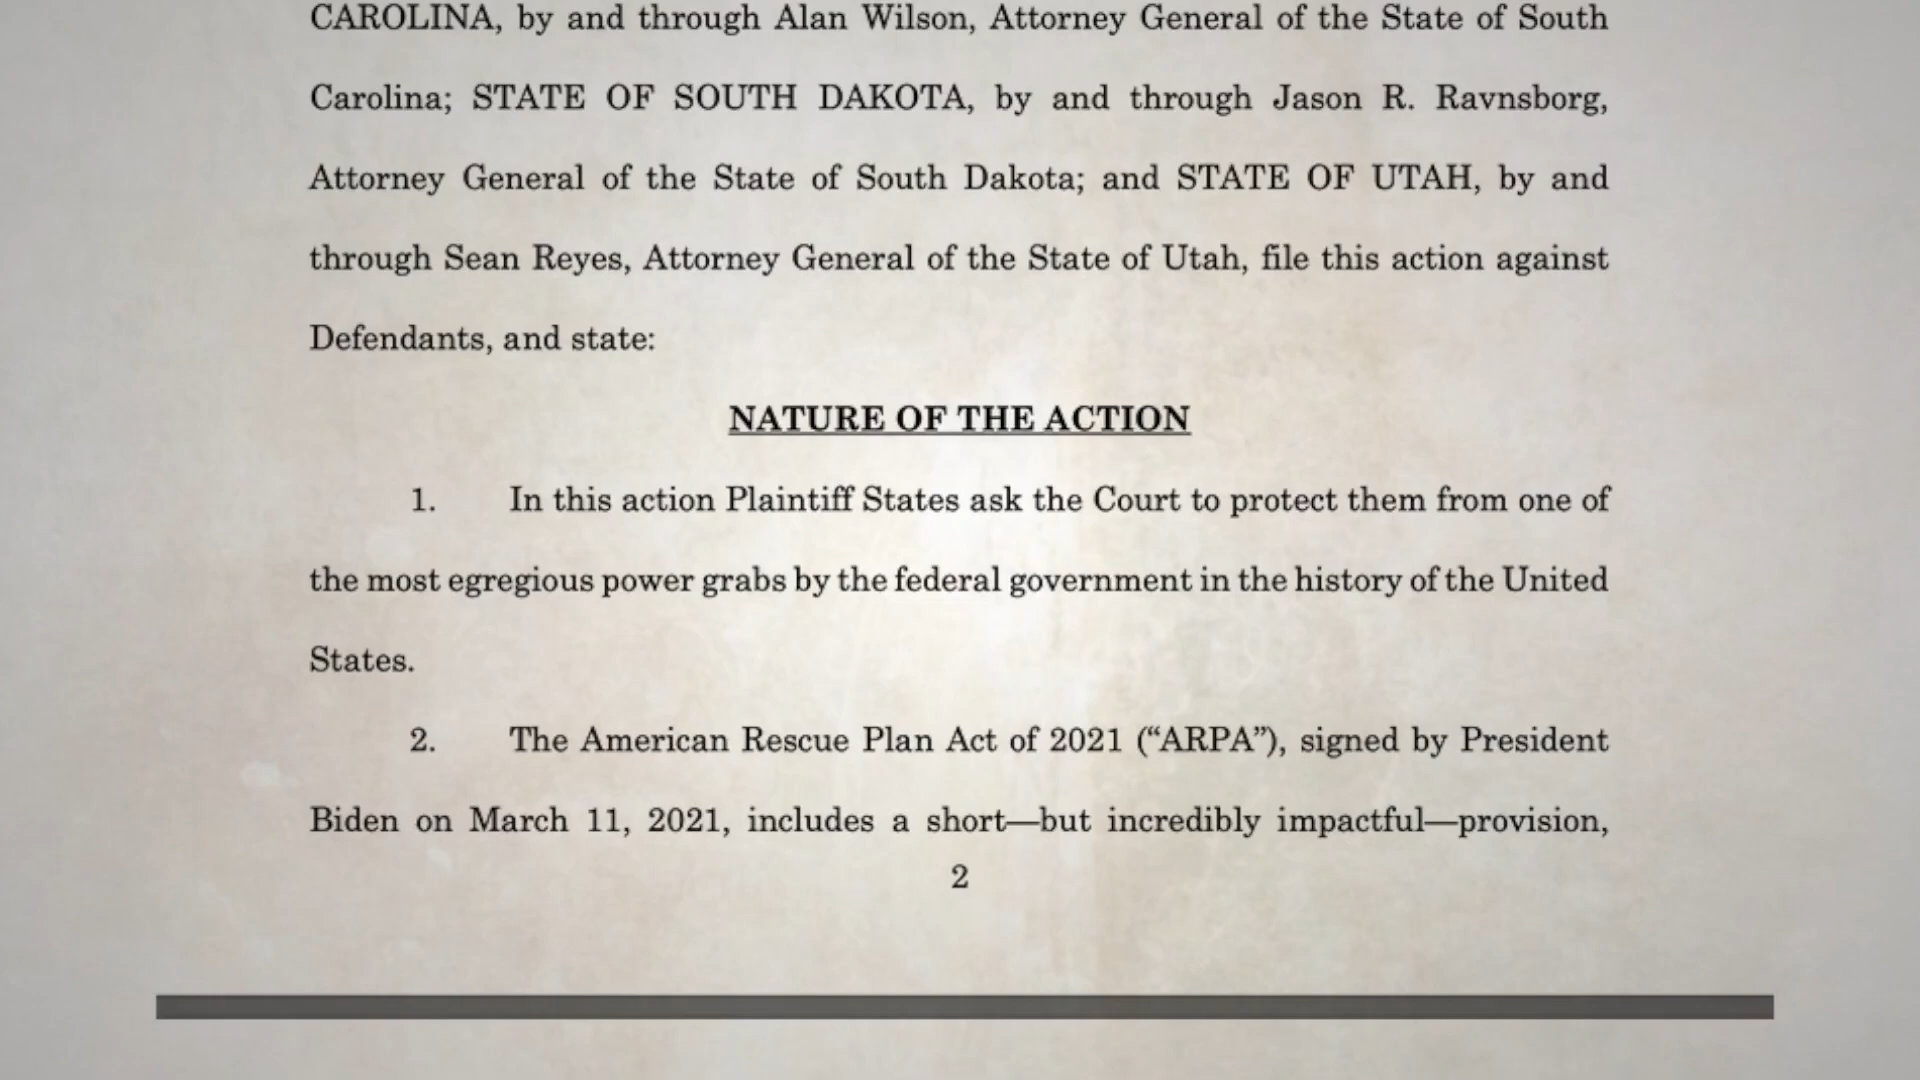 CAROLINA, by and through Alan Wilson, Attorney General of the State of South
Carolina; STATE OF SOUTH DAKOTA, by and through Jason R. Ravnsborg,
Attorney General of the State of South Dakota; and STATE OF UTAH, by and
through Sean Reyes, Attorney General of the State of Utah, file this action against
Defendants, and state:
NATURE OF THE ACTION
1. In this action Plaintiff States ask the Court to protect them from one of
the most egregious power grabs by the federal government in the history of the United
States.
2. The American Rescue Plan Act of 2021 (“ARPA”), signed by President
Biden on March 11, 2021, includes a short—but incredibly impactful—provision,
2